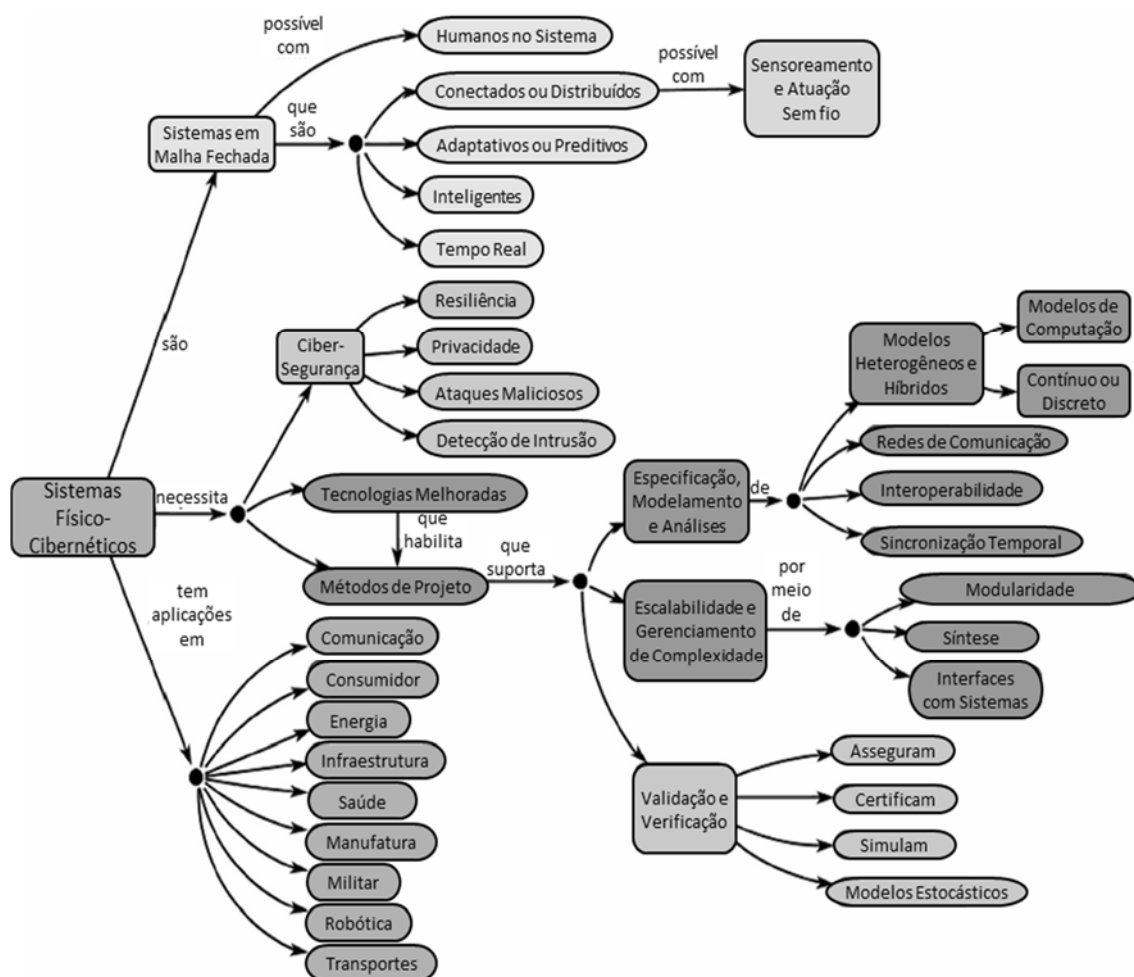 possível
com
Humanos no Sistema
Sistemas em
Malha Fechada
que
são
Conectados ou Distribuídos
possível
com
Sensoreamento
e Atuação
Sem fio
Adaptativos ou Preditivos
Inteligentes
Tempo Real
são
Sistemas
Físico-
Cibernéticos
necessita
Ciber-
Segurança
Resiliência
Privacidade
Ataques Maliciosos
Detecção de Intrusão
Tecnologias Melhoradas
que
habilita
Métodos de Projeto
que
suporta
Especificação,
Modelamento
e Análises
de
Modelos
Heterogêneos e
Híbridos
Modelos de
Computação
Contínuo ou
Discreto
Redes de Comunicação
Interoperabilidade
Sincronização Temporal
Escalabilidade e
Gerenciamento
de Complexidade
por
meio
de
Modularidade
Síntese
Interfaces
com Sistemas
Validação e
Verificação
Asseguram
Certificam
Simulam
Modelos Estocásticos
tem
aplicações
em
Comunicação
Consumidor
Energia
Infraestrutura
Saúde
Manufatura
Militar
Robótica
Transportes